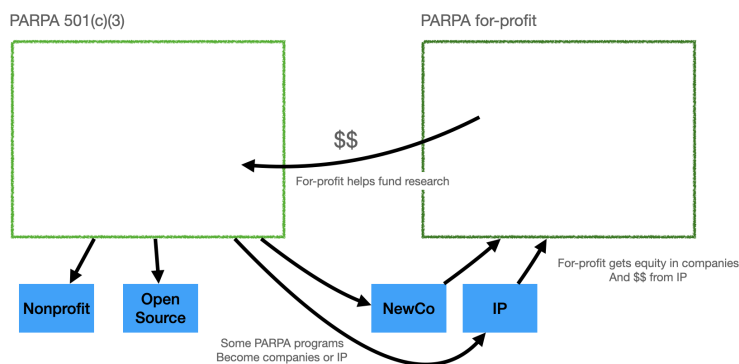 PARPA 501(c)(3)
PARPA for-profit
$$
For-profit helps fund research
For-profit gets equity in companies
And $$ from IP
Nonprofit
Open
Source
NewCo
IP
Some PARPA programs
Become companies or IP